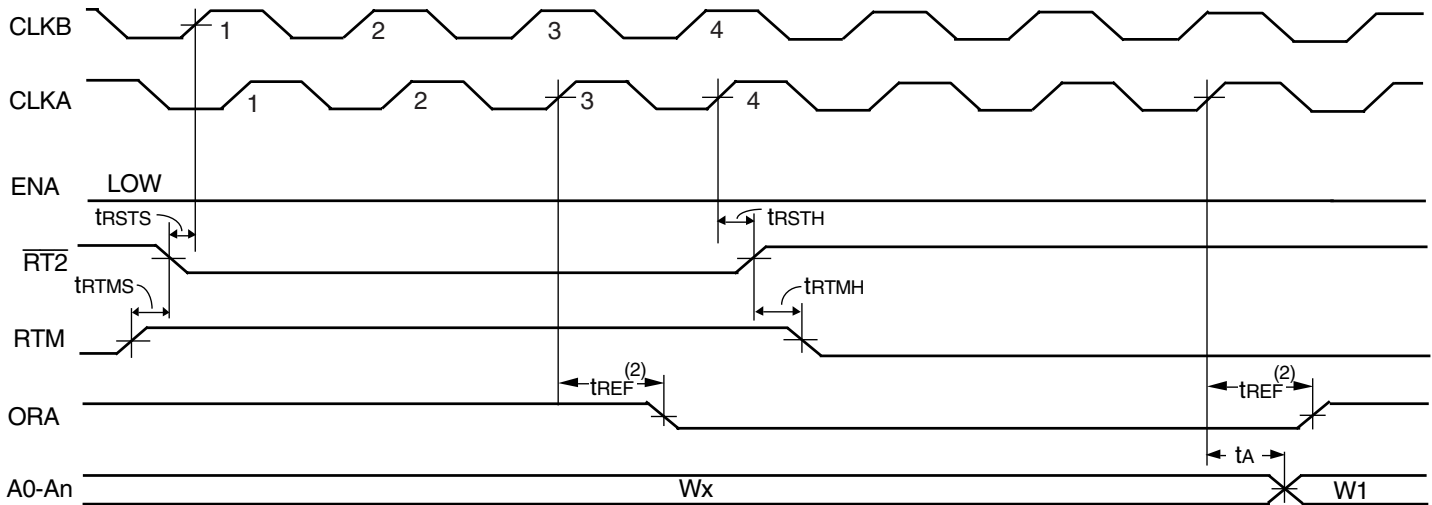 CLKB 1 2 3 4
CLKA 1 2 3 4
ENA LOW
tRSTS tRSTH
RT2
tRTMS tRTMH
RTM
tREF(2) tREF(2)
ORA
tA
A0-An Wx W1